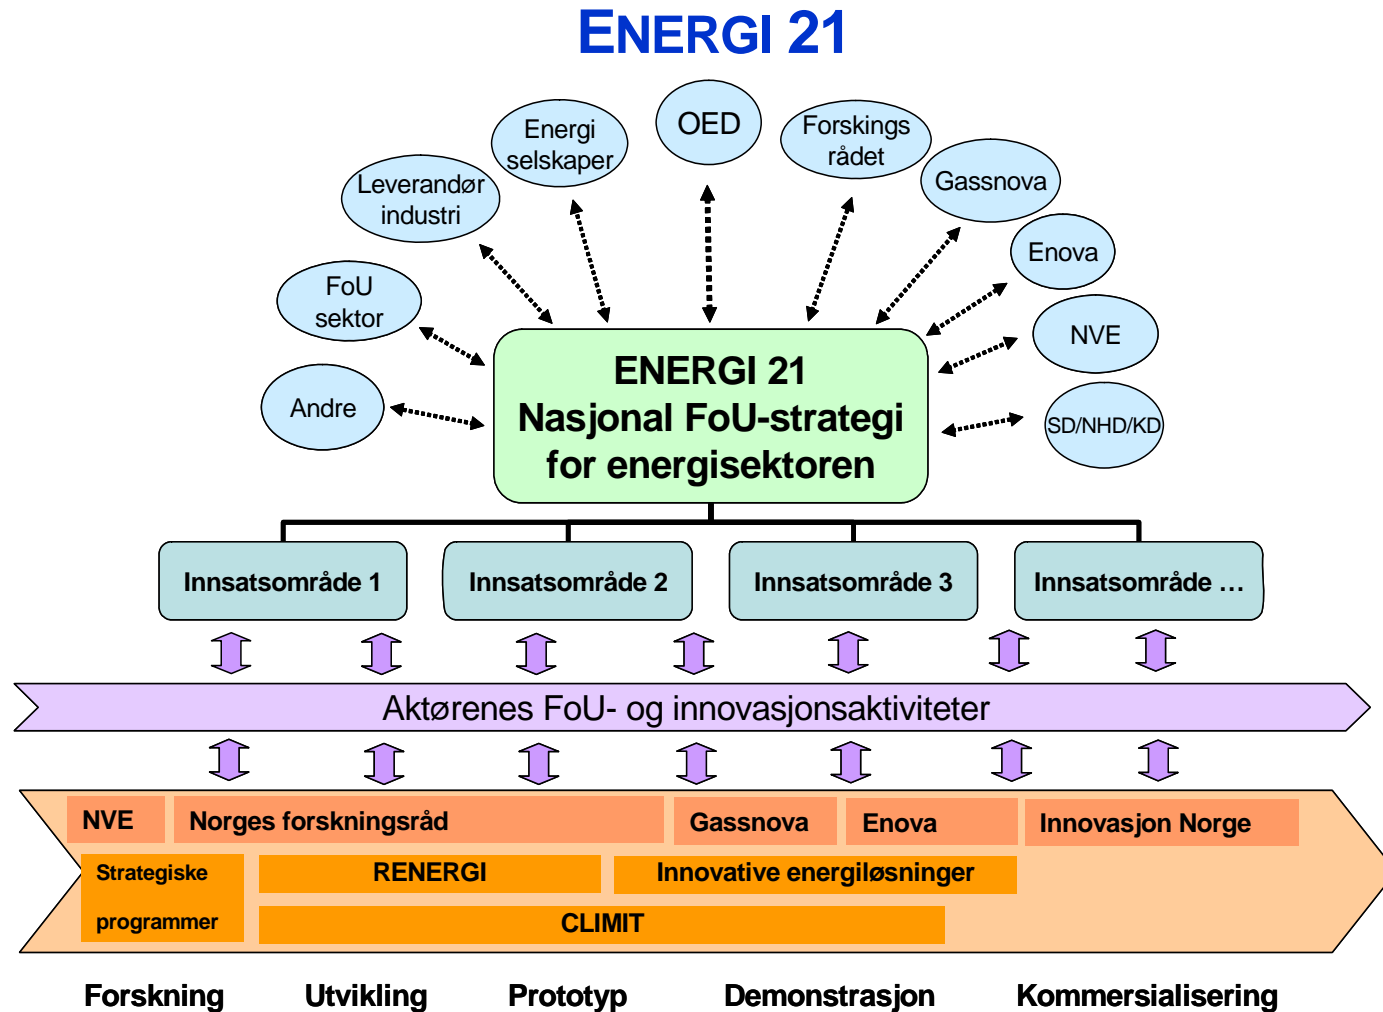 ENERGI 21
OED
Energi
selskaper
Forskings
rådet
Leverandør
industri
Gassnova
Enova
FoU
sektor
NVE
Andre
SD/NHD/KD
ENERGI 21
Nasjonal FoU-strategi
for energisektoren
Innsatsområde 1
Innsatsområde 2
Innsatsområde 3
Innsatsområde …
Aktørenes FoU- og innovasjonsaktiviteter
NVE
Norges forskningsråd
Gassnova
Enova
Innovasjon Norge
Strategiske
programmer
RENERGI
Innovative energiløsninger
CLIMIT
Forskning
Utvikling
Prototyp
Demonstrasjon
Kommersialisering